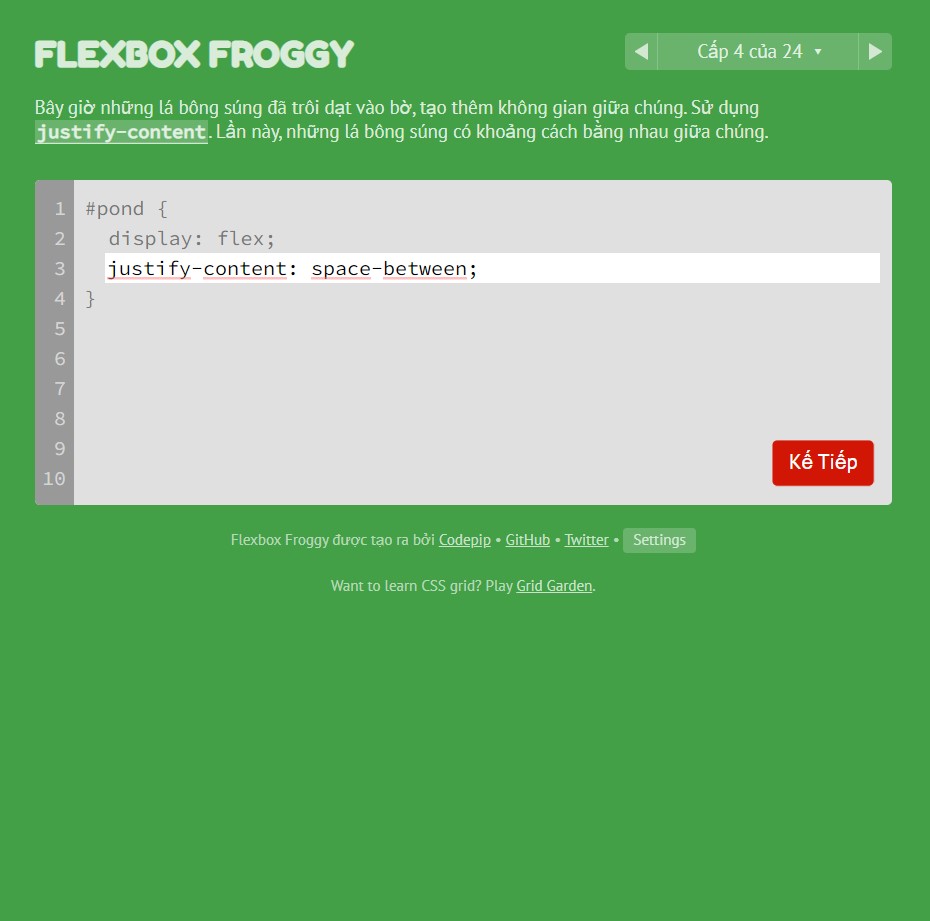 FLEXBOX FROGGY
Cấp 4 của 24
Bây giờ những lá bông súng đã trôi dạt vào bờ, tạo thêm không gian giữa chúng. Sử dụng
justify-content. Lần này, những lá bông súng có khoảng cách bằng nhau giữa chúng.
1 #pond {
2 display: flex;
3 justify-content: space-between;
4 }
5
6
7
8
9
10
Kế Tiếp
Flexbox Froggy được tạo ra bởi Codepip • GitHub • Twitter • Settings
Want to learn CSS grid? Play Grid Garden.